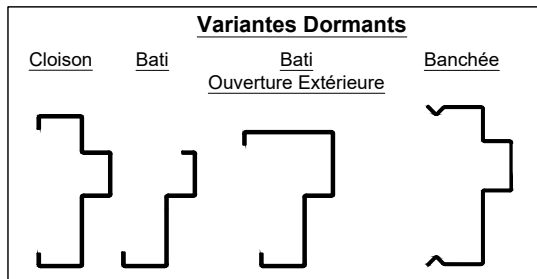 Variantes Dormants
Cloison
Bati
Bati
Ouverture Extérieure
Banchée